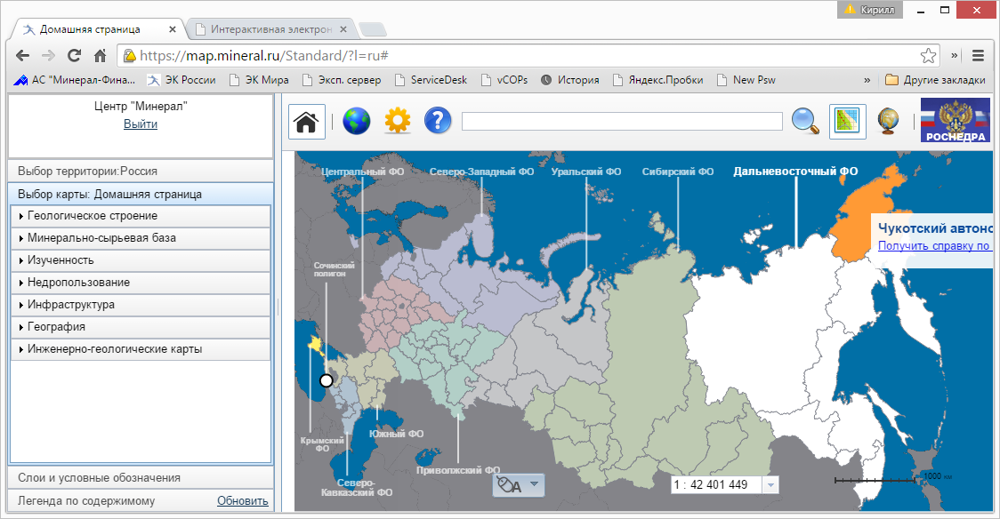 Кирилл
Домашняя страница
Интерактивная электрон
https://map.mineral.ru/Standard/?l=ru#
АС "Минерал-Фина...
ЭК России
ЭК Мира
Эксп. сервер
ServiceDesk
vCOPs
История
Яндекс.Пробки
New Psw
»
Другие закладки
Центр "Минерал"
Выйти
РОСНЕДРА
Выбор территории:Россия
Выбор карты: Домашняя страница
Геологическое строение
Минерально-сырьевая база
Изученность
Недропользование
Инфраструктура
География
Инженерно-геологические карты
Слои и условные обозначения
Легенда по содержимому
Обновить
Центральный ФО
Северо-Западный ФО
Уральский ФО
Сибирский ФО
Дальневосточный ФО
Чукотский автоно
Получить справку по
Сочинский
полигон
Крымский
ФО
Южный ФО
Приволжский ФО
Северо-
Кавказский ФО
A
1 : 42 401 449
1000 км